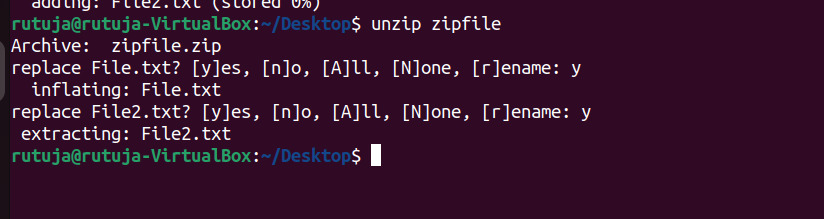 adding: File2.txt (stored 0%)
rutuja@rutuja-VirtualBox:~/Desktop$ unzip zipfile
Archive:  zipfile.zip
replace File.txt? [y]es, [n]o, [A]ll, [N]one, [r]ename: y
  inflating: File.txt
replace File2.txt? [y]es, [n]o, [A]ll, [N]one, [r]ename: y
 extracting: File2.txt
rutuja@rutuja-VirtualBox:~/Desktop$